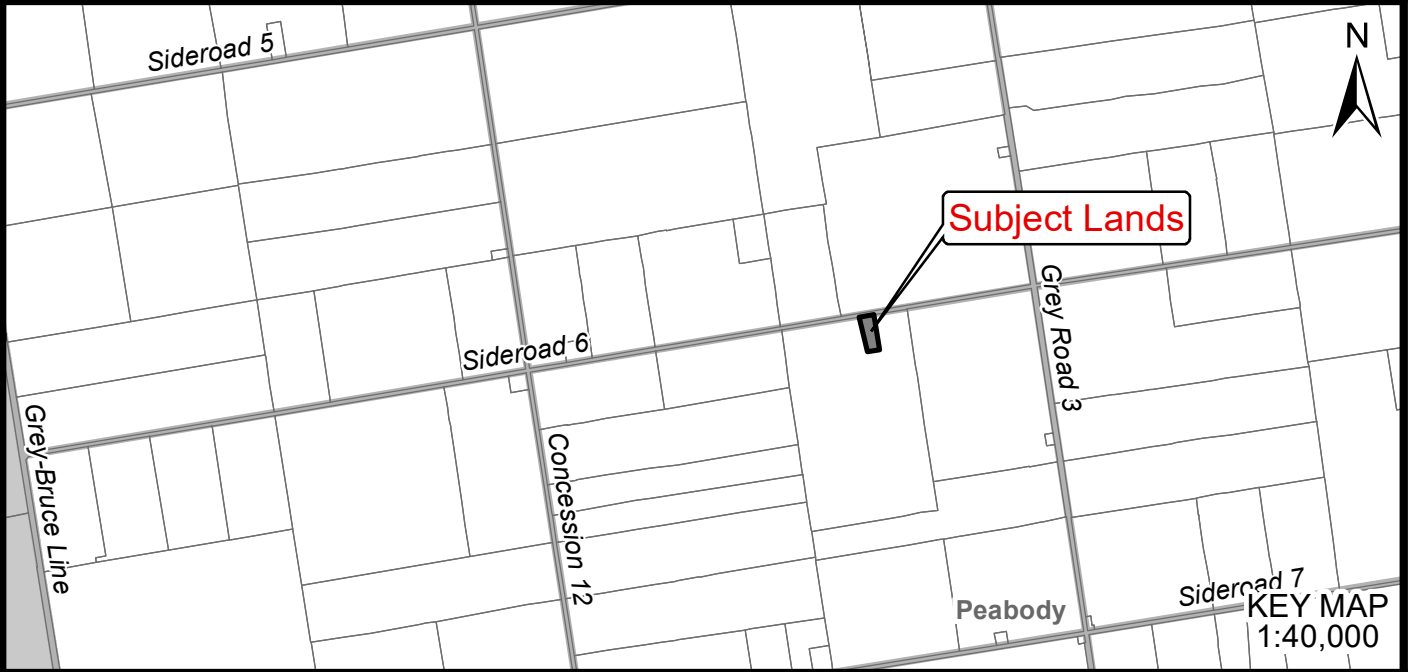 Sideroad 5
N
Subject Lands
Grey Road 3
Sideroad 6
Grey-Bruce Line
Concession 12
Peabody
Sideroad 7
KEY MAP
1:40,000